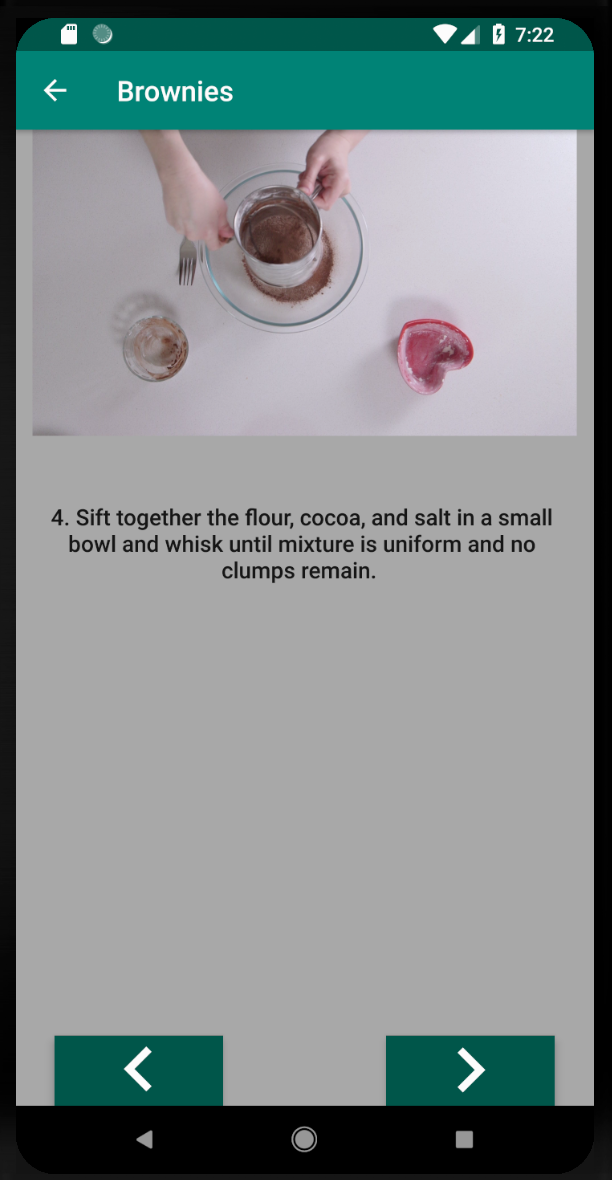 7:22
Brownies
4. Sift together the flour, cocoa, and salt in a small
bowl and whisk until mixture is uniform and no
clumps remain.